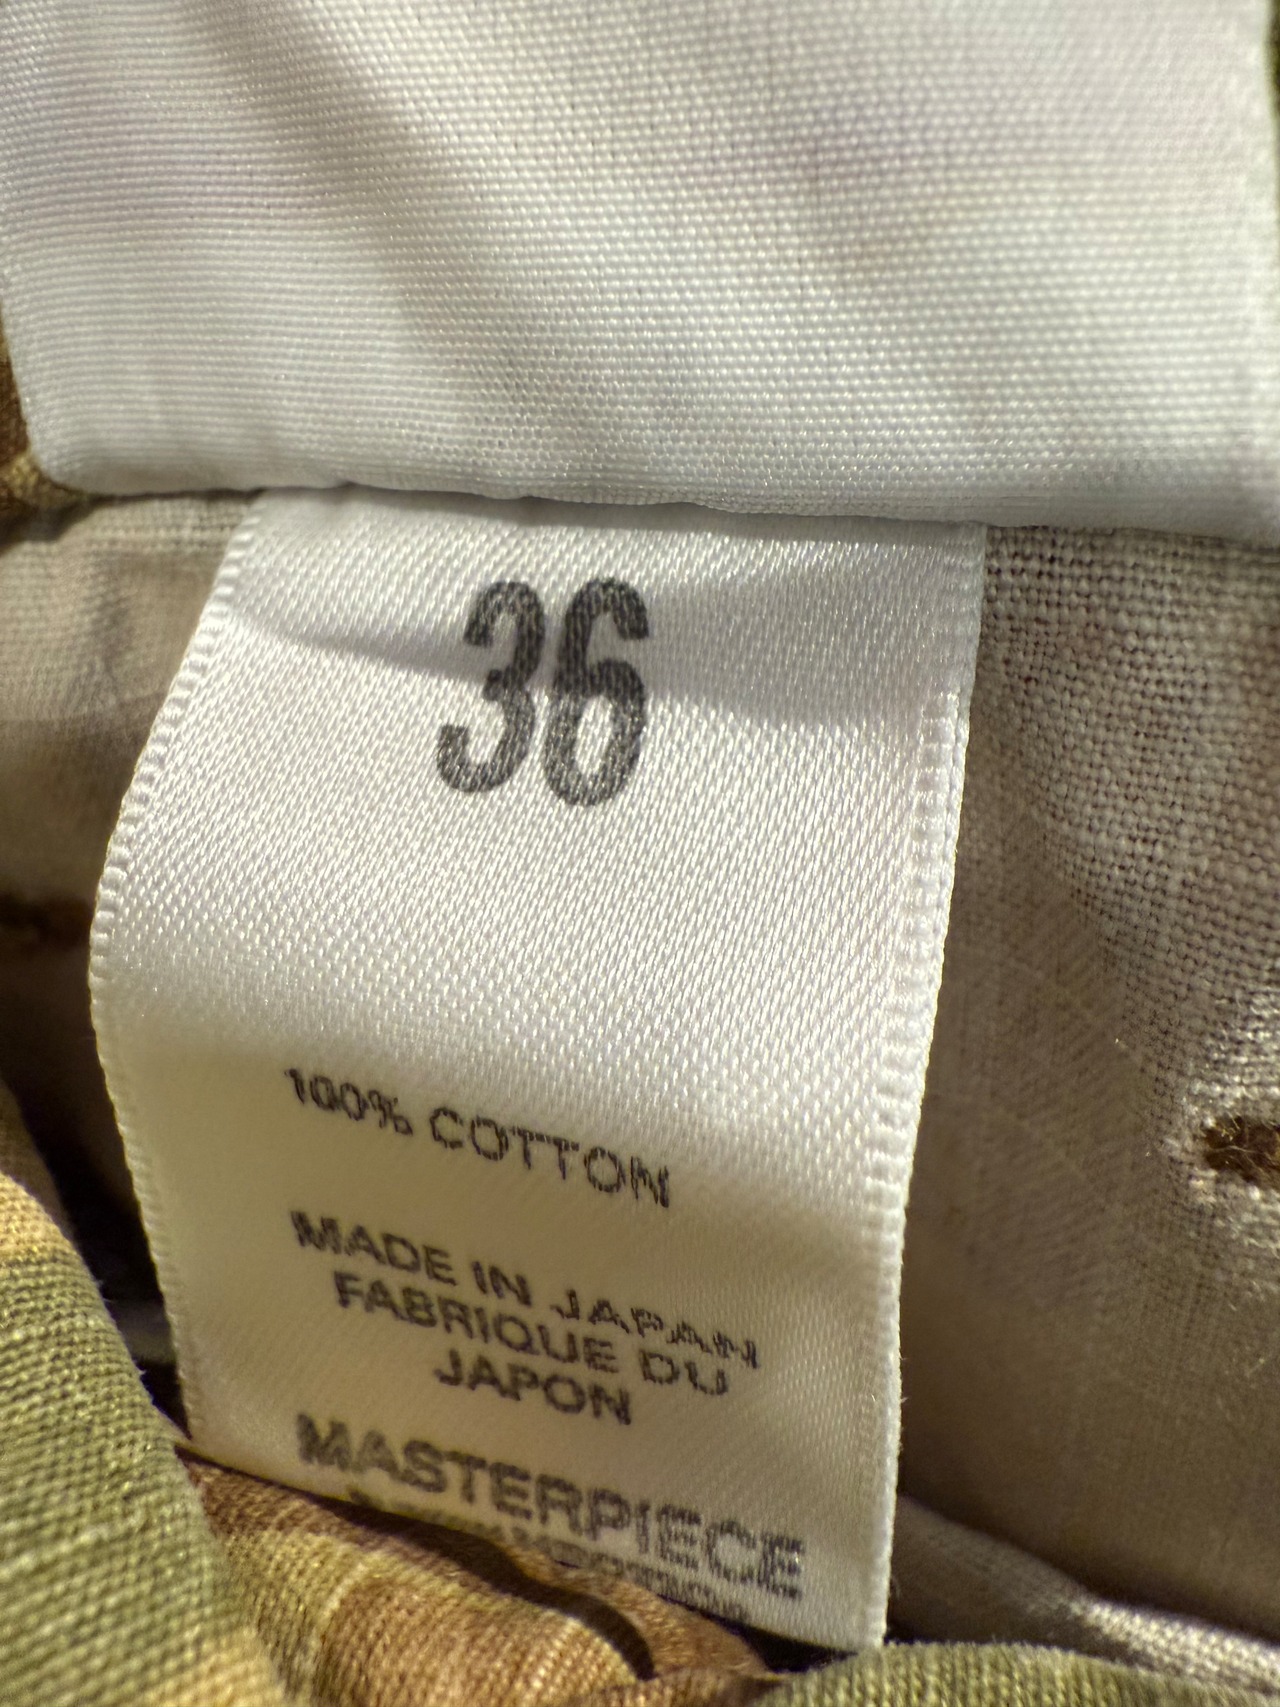 36
100% COTTON
MADE IN JAPAN
FABRIQUE DU
JAPON
MASTERPIECE